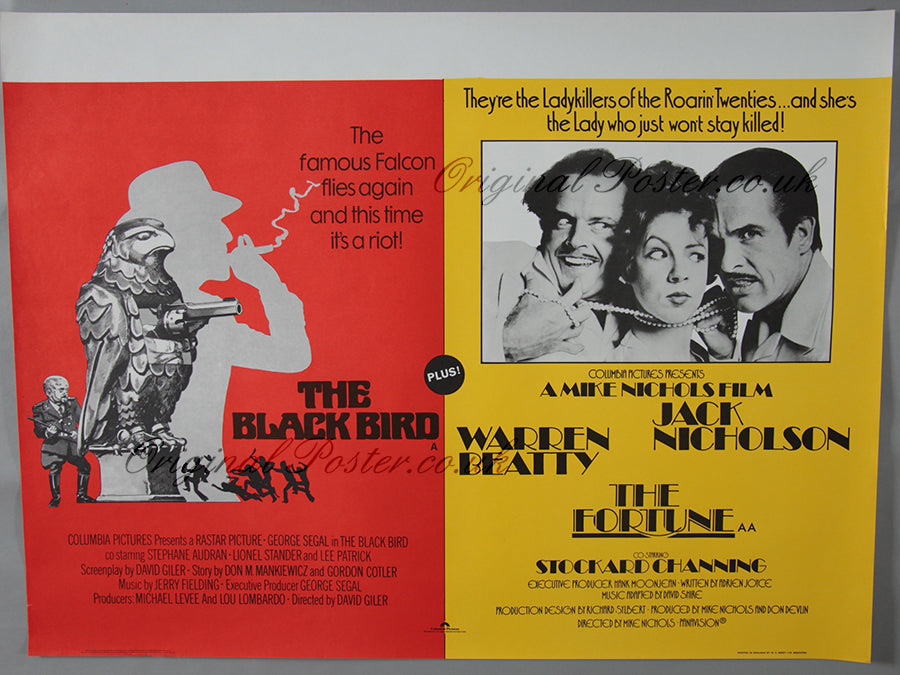 The
famous Falcon
flies again
and this time
it's a riot!
THE
BLACK BIRD
A
COLUMBIA PICTURES Presents a RASTAR PICTURE · GEORGE SEGAL in THE BLACK BIRD
co starring STEPHANE AUDRAN · LIONEL STANDER and LEE PATRICK
Screenplay by DAVID GILER · Story by DON M. MANKIEWICZ and GORDON COTLER
Music by JERRY FIELDING · Executive Producer GEORGE SEGAL
Producers: MICHAEL LEVEE and LOU LOMBARDO · Directed by DAVID GILER
PLUS!
They're the Ladykillers of the Roarin' Twenties...and she's
the Lady who just won't stay killed!
COLUMBIA PICTURES PRESENTS
A MIKE NICHOLS FILM
WARREN BEATTY
JACK NICHOLSON
THE
FORTUNE AA
CO STARRING
STOCKARD CHANNING
EXECUTIVE PRODUCER HANK MOONJEAN · WRITTEN BY ADRIEN JOYCE
MUSIC ADAPTED BY DAVID SHIRE
PRODUCTION DESIGN BY RICHARD SYLBERT · PRODUCED BY MIKE NICHOLS AND DON DEVLIN
DIRECTED BY MIKE NICHOLS · PANAVISION®
Columbia Pictures
Original Poster.co.uk
Original Poster.co.uk